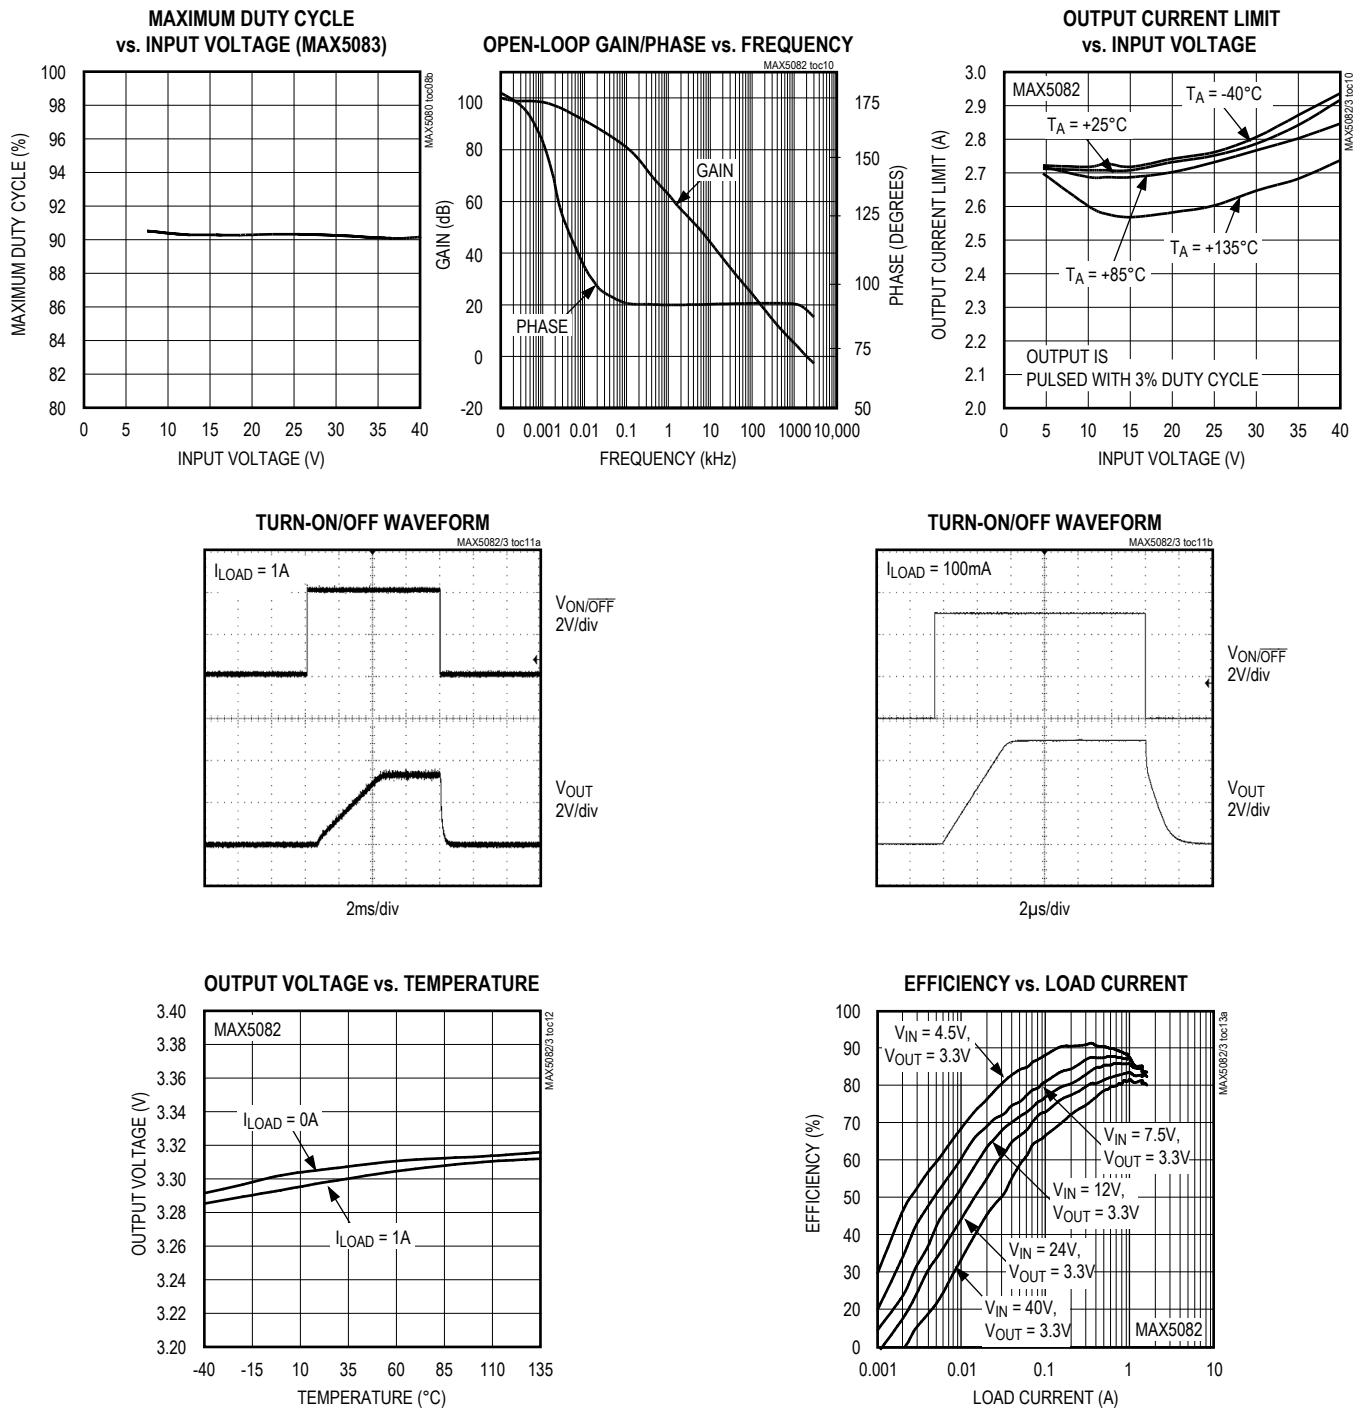 MAXIMUM DUTY CYCLE
vs. INPUT VOLTAGE (MAX5083)
MAX5080 toc08b
MAXIMUM DUTY CYCLE (%)
100
98
96
94
92
90
88
86
84
82
80
0 5 10 15 20 25 30 35 40
INPUT VOLTAGE (V)
OPEN-LOOP GAIN/PHASE vs. FREQUENCY
MAX5082 toc10
GAIN (dB)
100
80
60
40
20
0
-20
GAIN
PHASE
175
150
125
100
75
50
PHASE (DEGREES)
0 0.001 0.01 0.1 1 10 100 1000 10,000
FREQUENCY (kHz)
OUTPUT CURRENT LIMIT
vs. INPUT VOLTAGE
MAX5082/3 toc10
OUTPUT CURRENT LIMIT (A)
3.0
2.9
2.8
2.7
2.6
2.5
2.4
2.3
2.2
2.1
2.0
MAX5082
TA = -40°C
TA = +25°C
TA = +135°C
TA = +85°C
OUTPUT IS
PULSED WITH 3% DUTY CYCLE
0 5 10 15 20 25 30 35 40
INPUT VOLTAGE (V)
TURN-ON/OFF WAVEFORM
MAX5082/3 toc11a
ILOAD = 1A
VON/OFF
2V/div
VOUT
2V/div
2ms/div
TURN-ON/OFF WAVEFORM
MAX5082/3 toc11b
ILOAD = 100mA
VON/OFF
2V/div
VOUT
2V/div
2µs/div
OUTPUT VOLTAGE vs. TEMPERATURE
MAX5082/3 toc12
OUTPUT VOLTAGE (V)
3.40
3.38
3.36
3.34
3.32
3.30
3.28
3.26
3.24
3.22
3.20
MAX5082
ILOAD = 0A
ILOAD = 1A
-40 -15 10 35 60 85 110 135
TEMPERATURE (°C)
EFFICIENCY vs. LOAD CURRENT
MAX5082/3 toc13a
EFFICIENCY (%)
100
90
80
70
60
50
40
30
20
0
VIN = 4.5V,
VOUT = 3.3V
VIN = 7.5V,
VOUT = 3.3V
VIN = 12V,
VOUT = 3.3V
VIN = 24V,
VOUT = 3.3V
VIN = 40V,
VOUT = 3.3V
MAX5082
0.001 0.01 0.1 1 10
LOAD CURRENT (A)